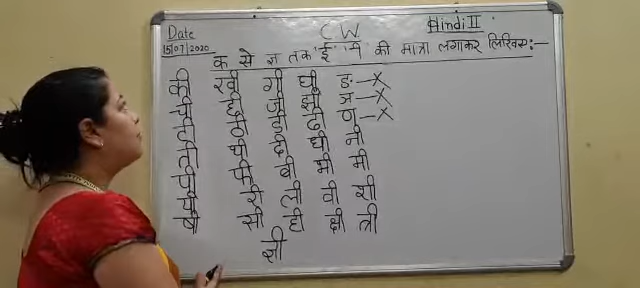 Date
15/07/2020
C W
Hindi II
क से ज्ञ तक 'ई' 'ी' की मात्रा लगाकर लिखिए :-
की खी गी घी ङ-X
ची छी जी झी ञ-X
टी ठी डी ढी ण-X
ती थी दी धी नी
पी फी बी भी मी
यी री ली वी शी
षी सी ही क्षी त्री
ज्ञी